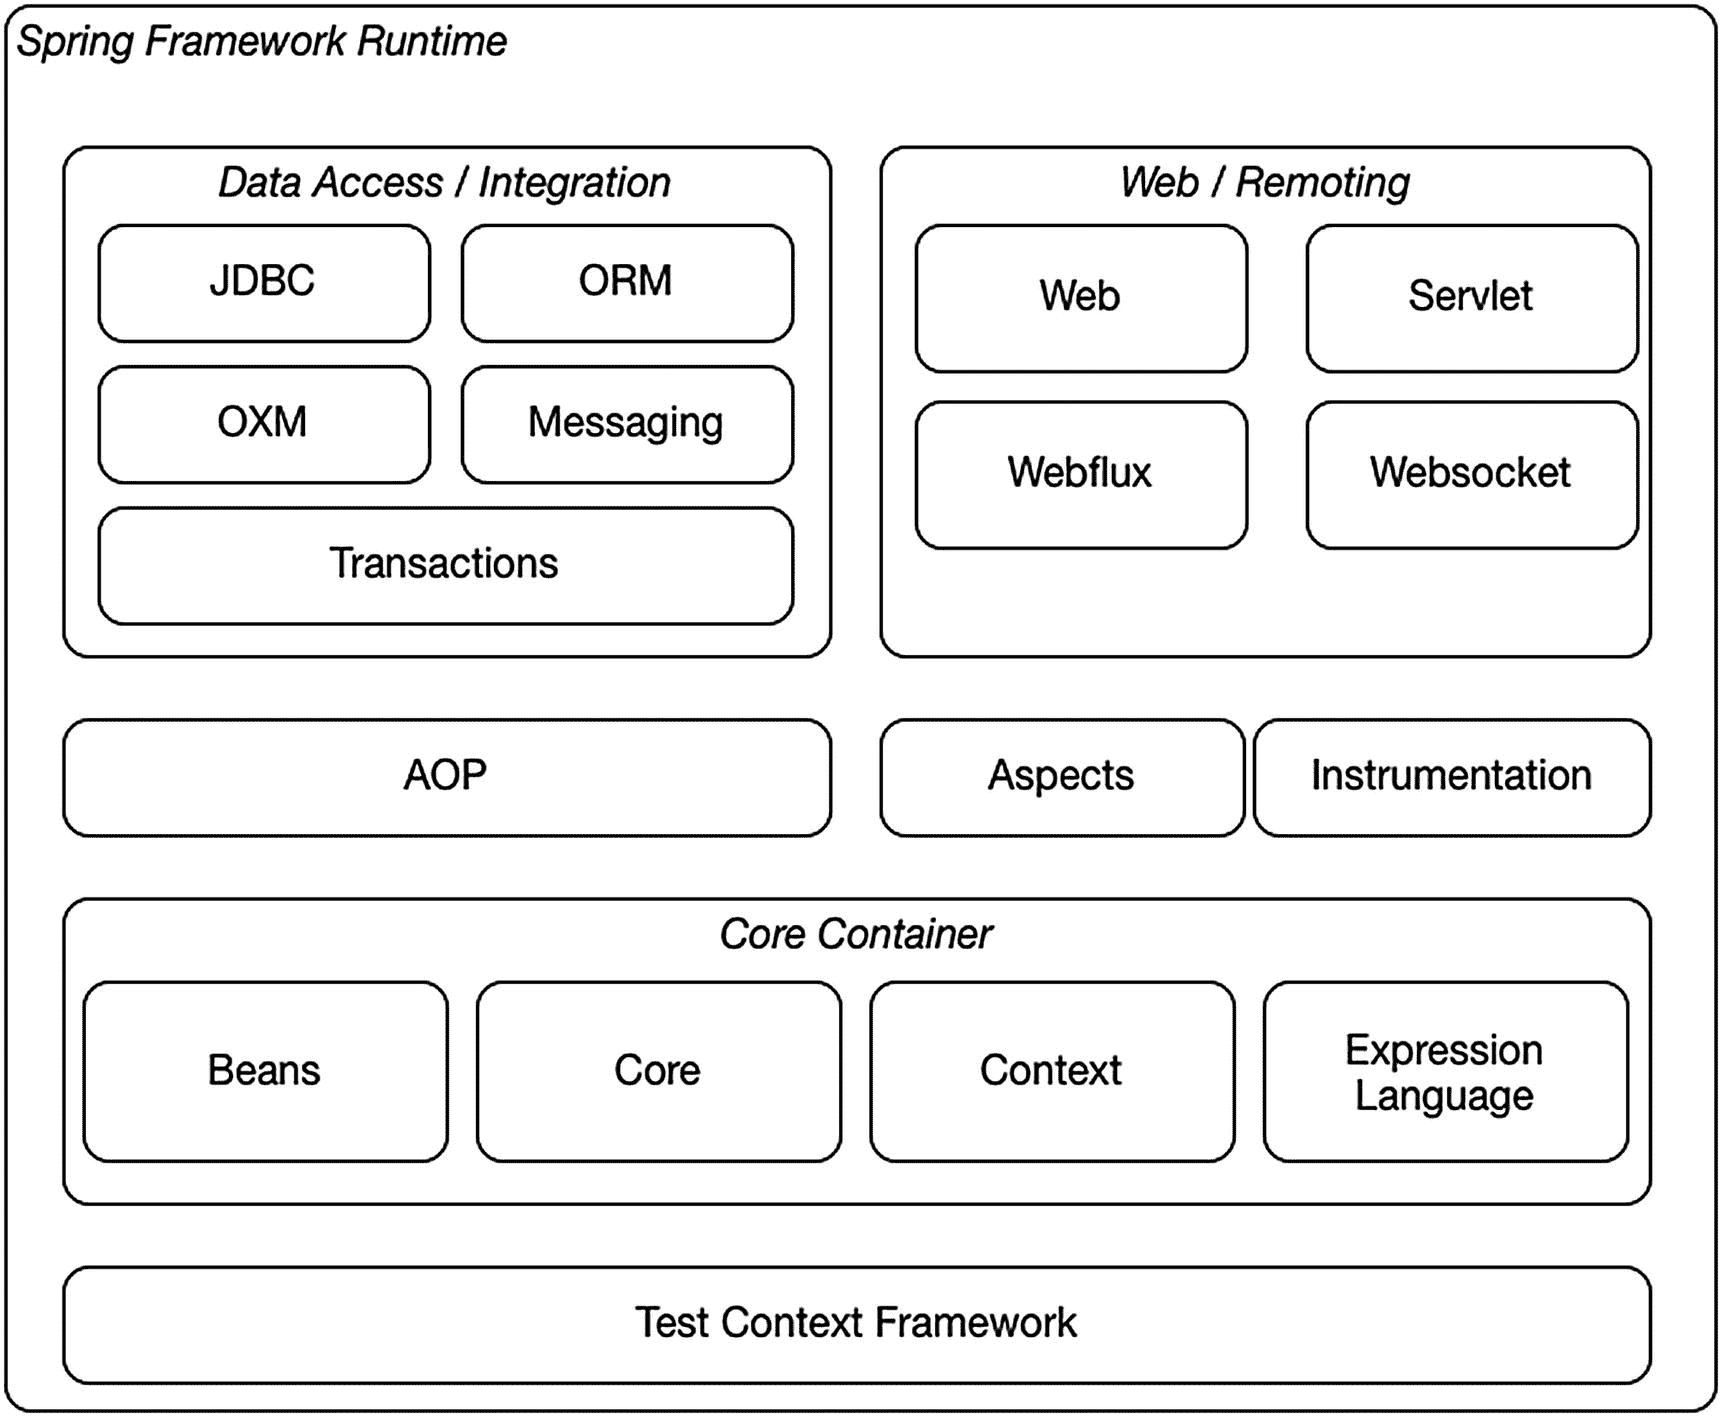 Spring Framework Runtime
Data Access / Integration
JDBC
ORM
OXM
Messaging
Transactions
Web / Remoting
Web
Servlet
Webflux
Websocket
AOP
Aspects
Instrumentation
Core Container
Beans
Core
Context
Expression
Language
Test Context Framework